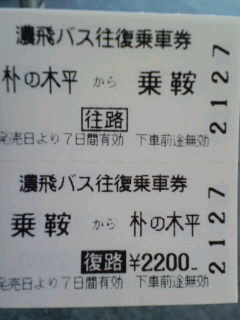 濃飛バス往復乗車券
朴の木平 から 乗鞍
往路
発売日より7日間有効 下車前途無効
2127
濃飛バス往復乗車券
乗鞍 から 朴の木平
復路 ¥2200-
発売日より7日間有効 下車前途無効
2127